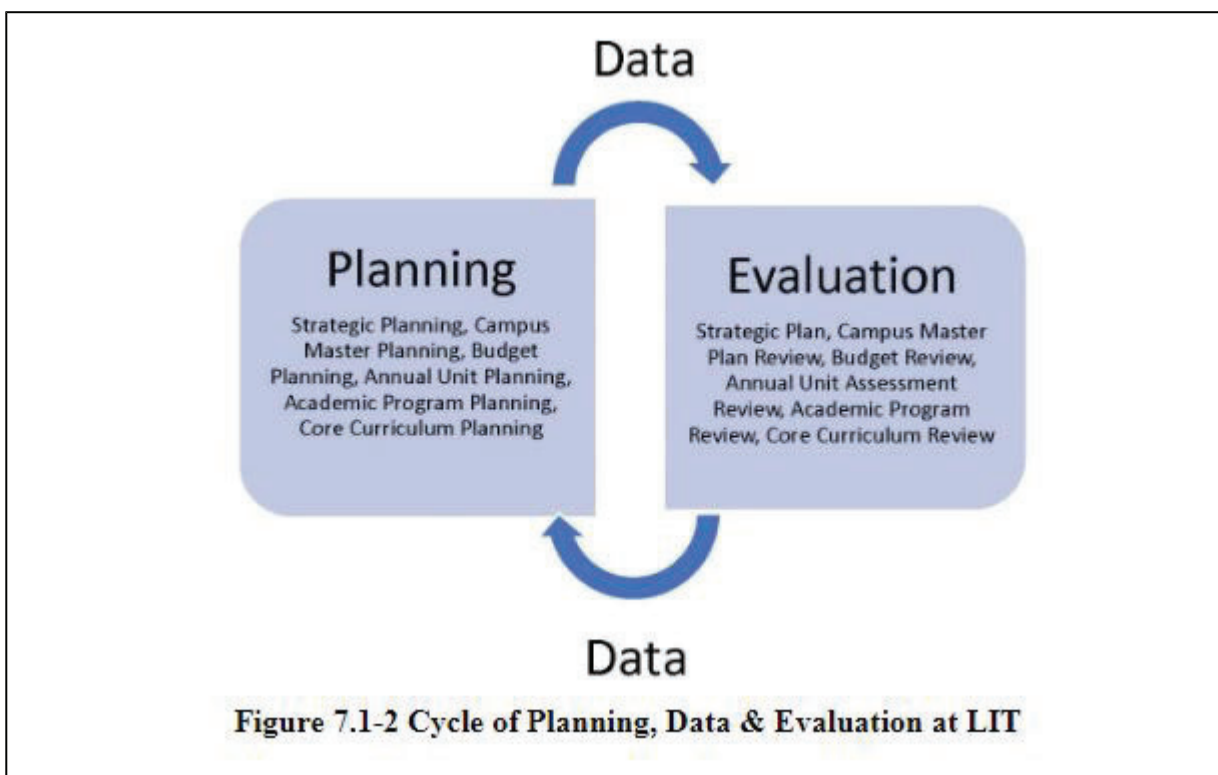 Data
Planning
Strategic Planning, Campus
Master Planning, Budget
Planning, Annual Unit Planning,
Academic Program Planning,
Core Curriculum Planning
Evaluation
Strategic Plan, Campus Master
Plan Review, Budget Review,
Annual Unit Assessment
Review, Academic Program
Review, Core Curriculum Review
Data
Figure 7.1-2 Cycle of Planning, Data & Evaluation at LIT